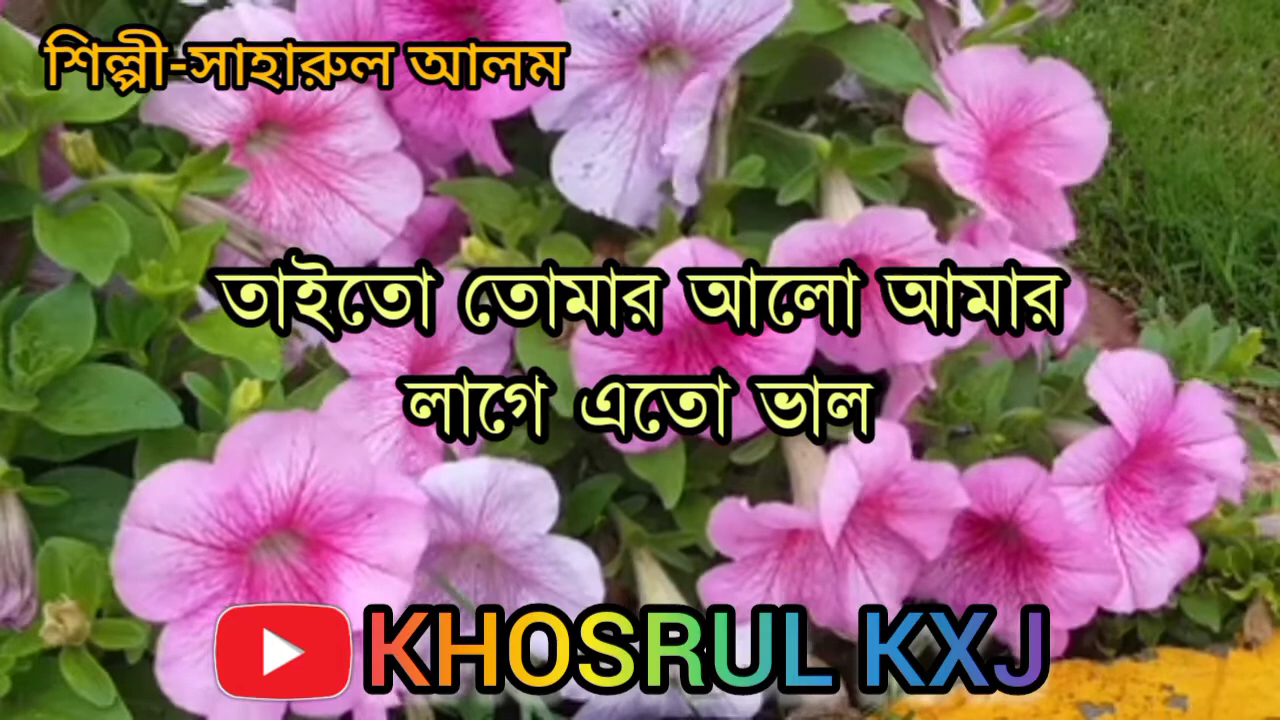 শিল্পী-সাহারুল আলম
তাইতো তোমার আলো আমার
লাগে এতো ভাল
KHOSRUL KXJ